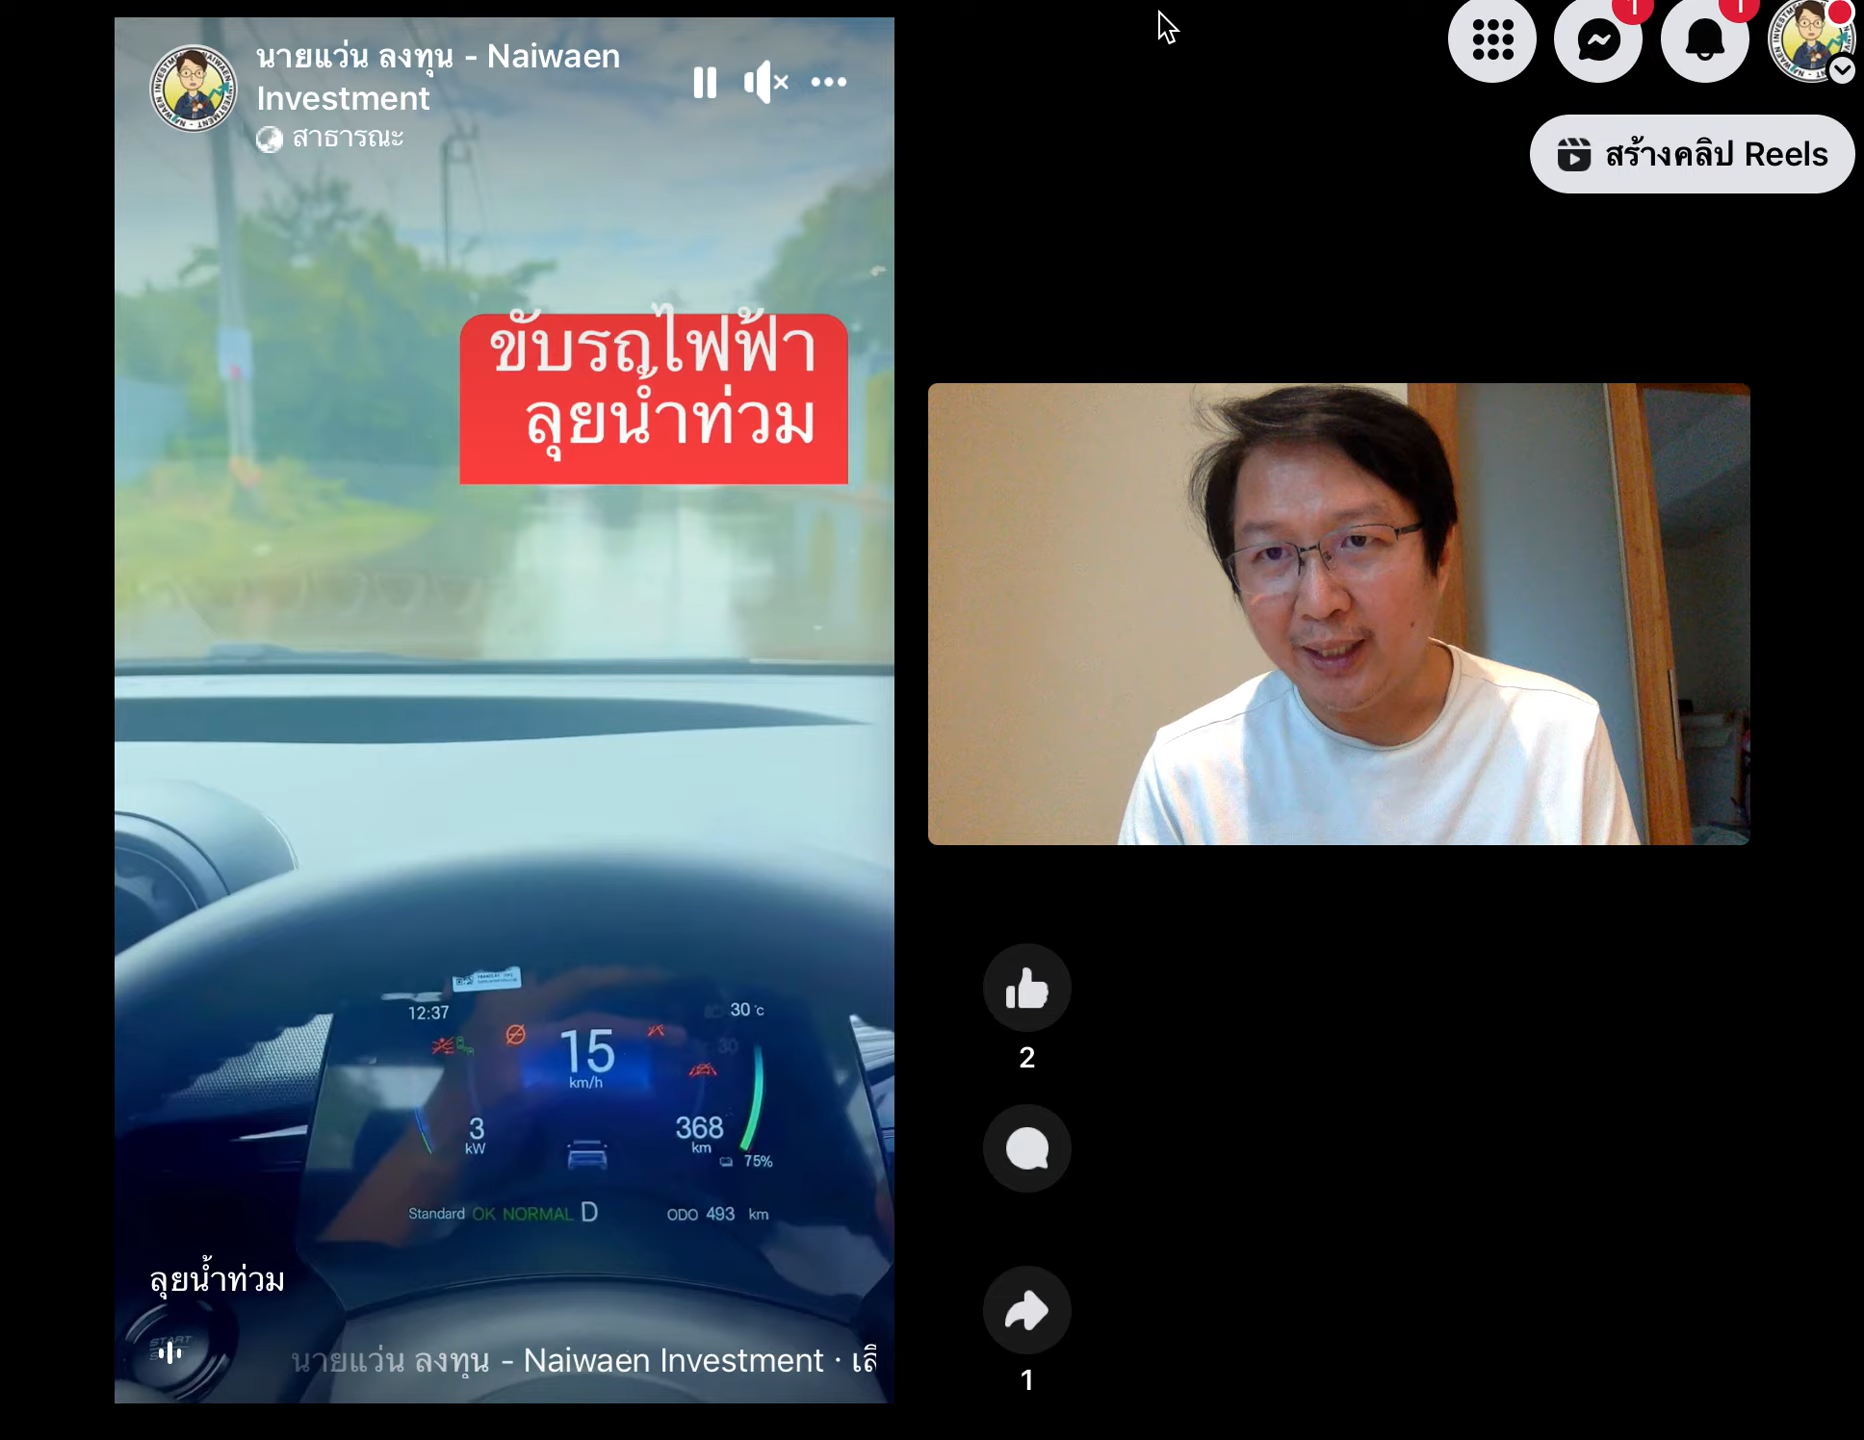 นายแว่น ลงทุน - Naiwaen
Investment
สาธารณะ
1
1
สร้างคลิป Reels
ขับรถไฟฟ้า
ลุยน้ำท่วม
12:37
30 °c
15
km/h
30
3
kW
368
km
75%
Standard OK NORMAL D
ODO 493 km
2
1
ลุยน้ำท่วม
START
นายแว่น ลงทุน - Naiwaen Investment ·